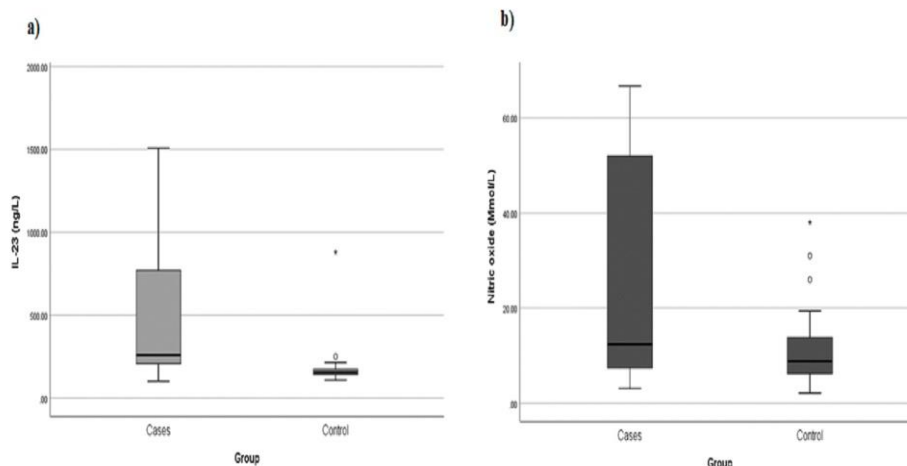 a)
2000.00
1500.00
1000.00
500.00
.00
IL-23 (ng/L)
Cases Control
Group
b)
60.00
40.00
20.00
.00
Nitric oxide (Mmol/L)
Cases Control
Group